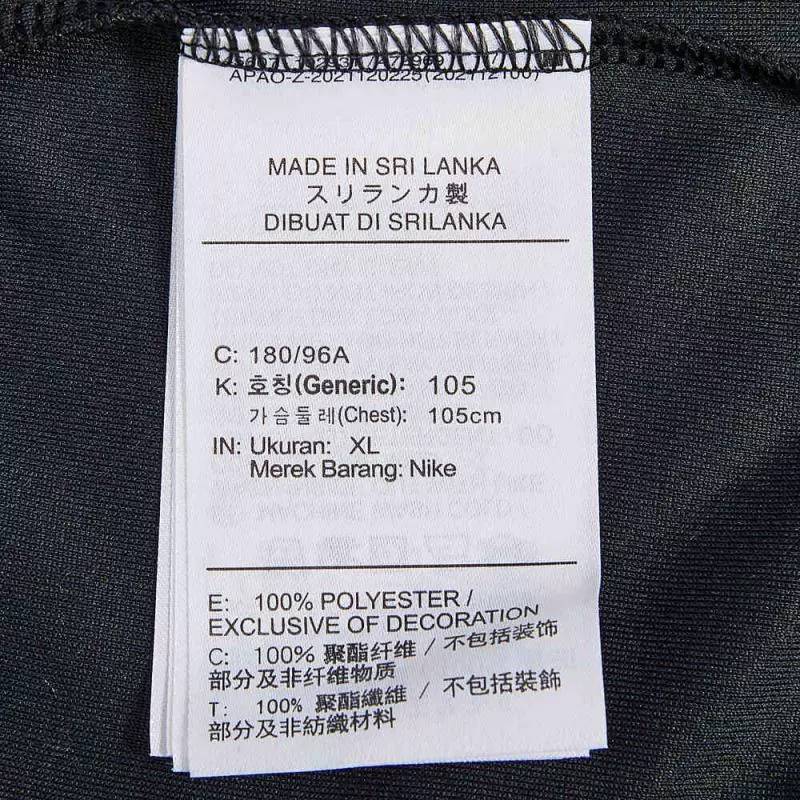 APAO-Z-2021120225(202112100)
MADE IN SRI LANKA
スリランカ製
DIBUAT DI SRILANKA
C: 180/96A
K: 호칭(Generic): 105
가슴둘레(Chest): 105cm
IN: Ukuran: XL
Merek Barang: Nike
E: 100% POLYESTER /
EXCLUSIVE OF DECORATION
C: 100% 聚酯纤维 / 不包括装饰
部分及非纤维物质
T: 100% 聚酯纖維 / 不包括裝飾
部分及非紡織材料